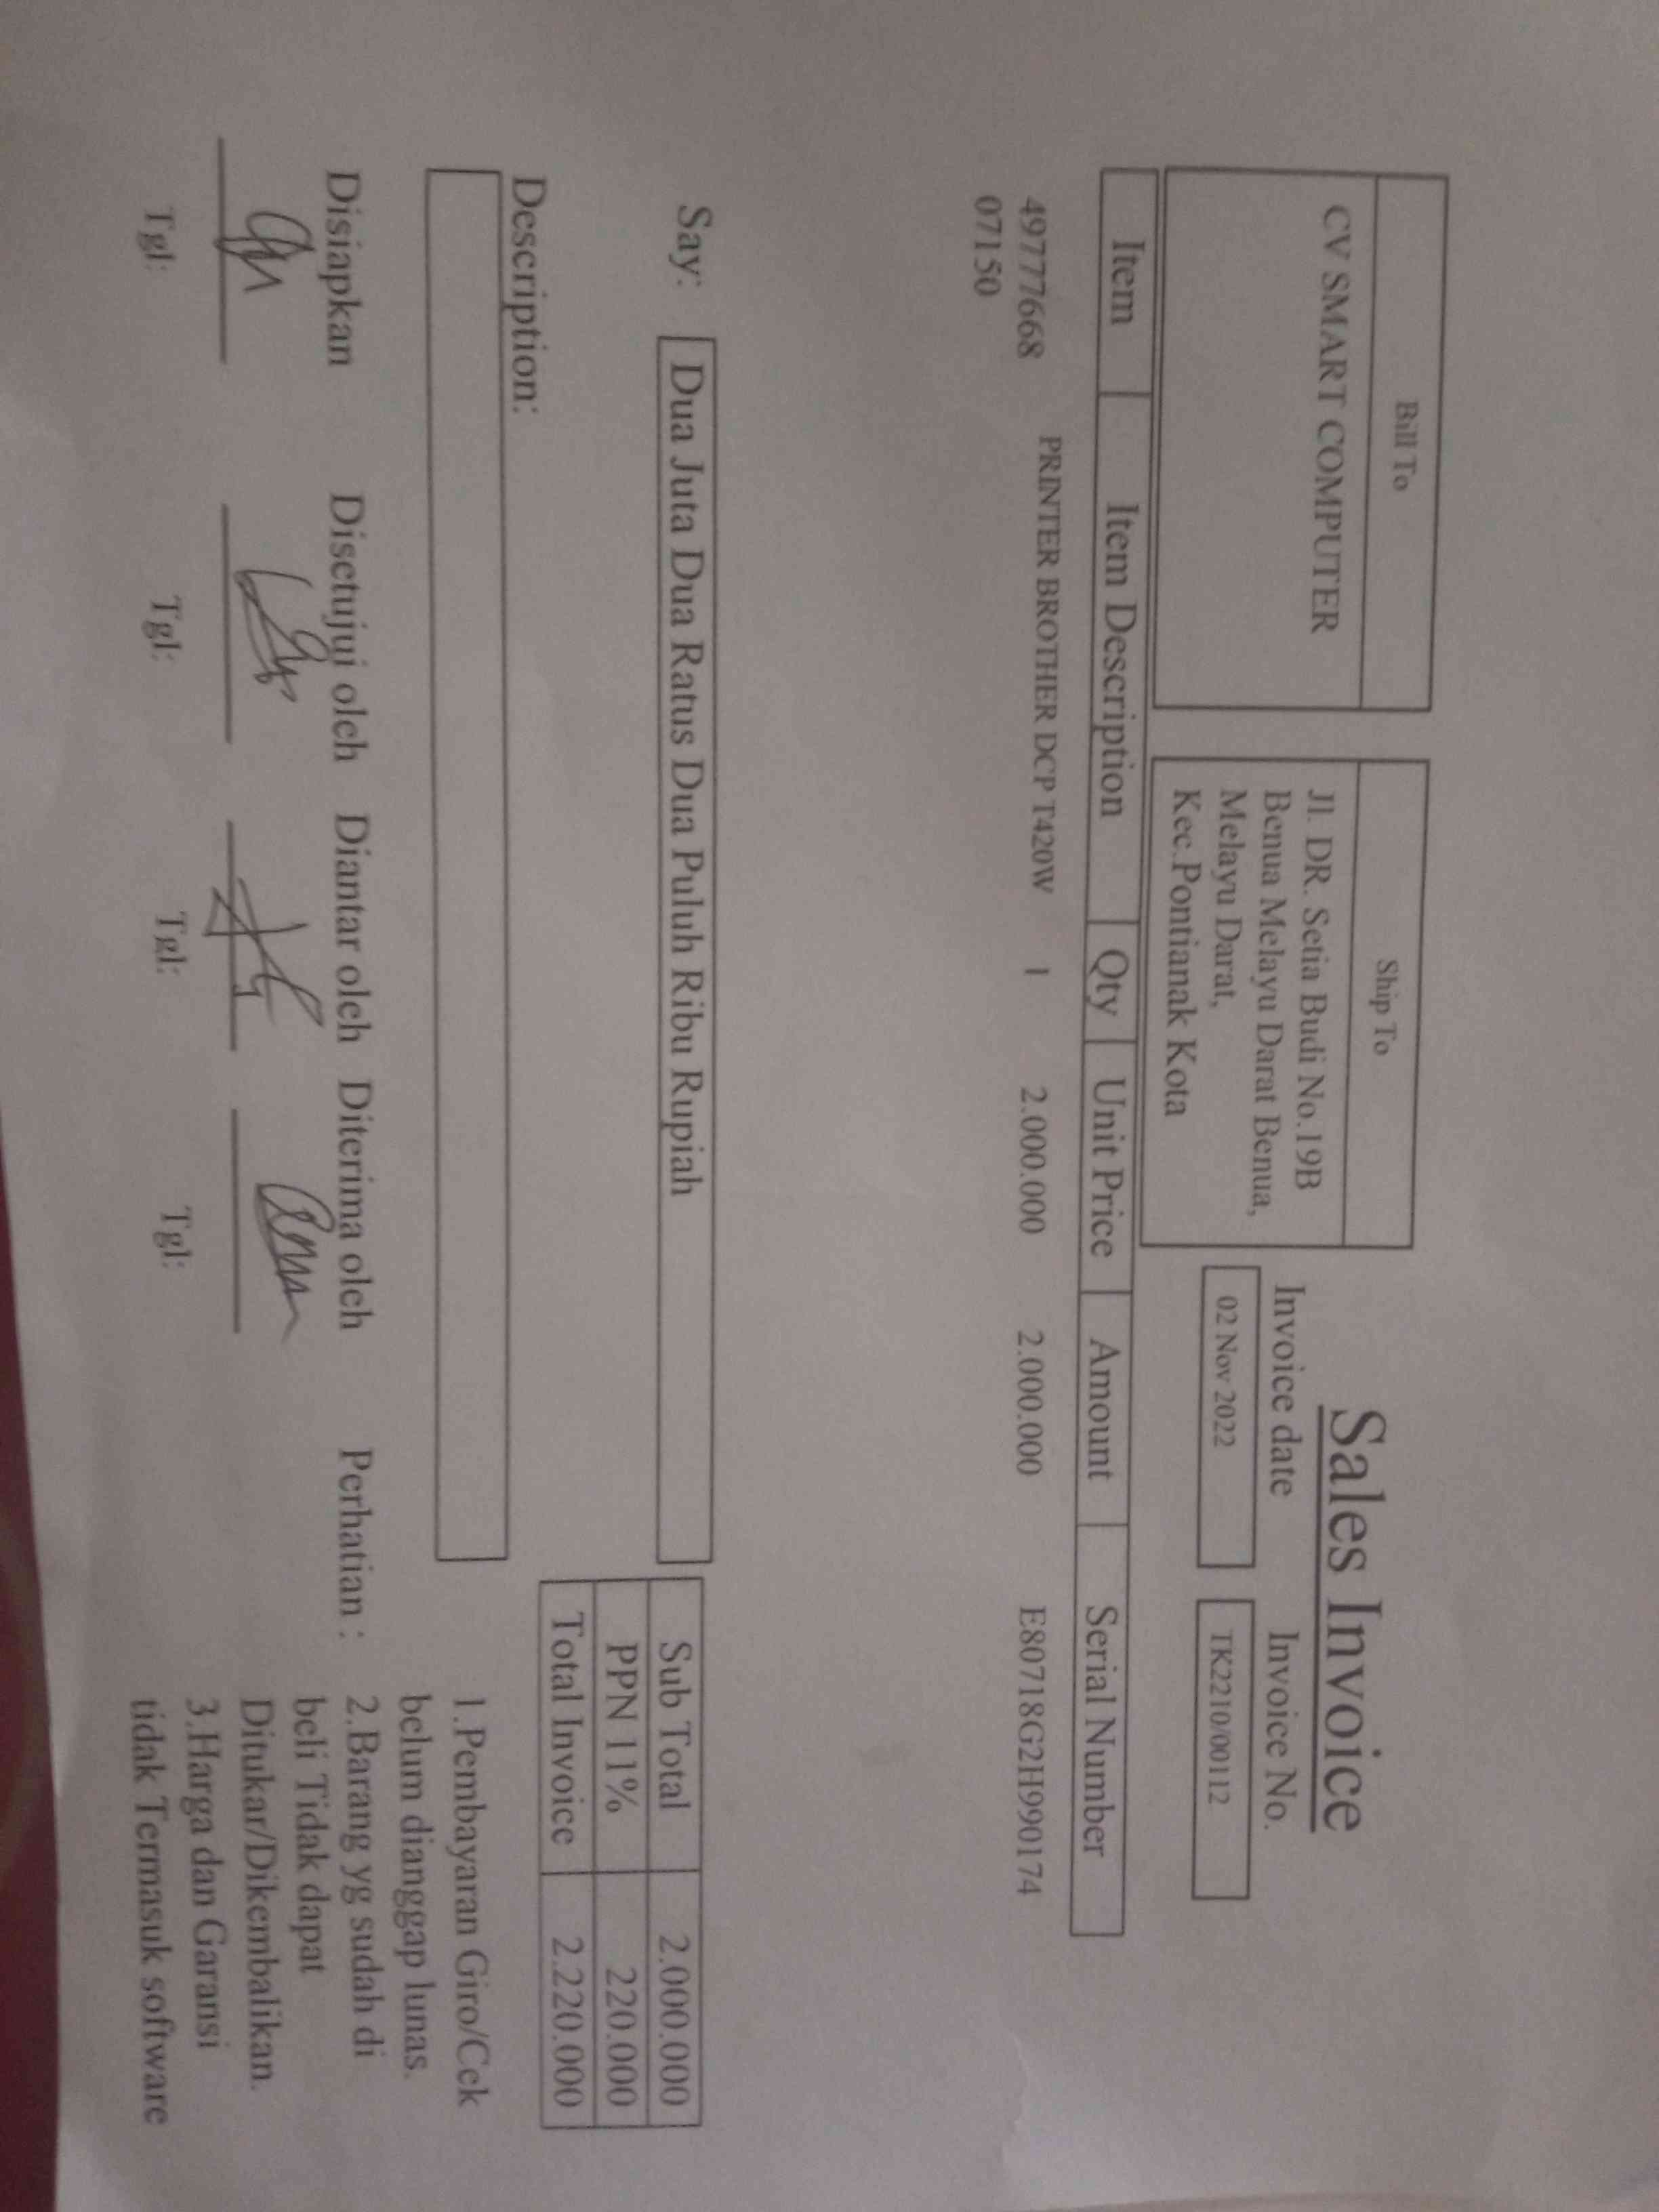 Sales Invoice
Bill To
CV SMART COMPUTER
Ship To
Jl. DR. Setia Budi No.19B
Benua Melayu Darat Benua,
Melayu Darat,
Kec.Pontianak Kota
Invoice date
02 Nov 2022
Invoice No.
TK2210/00112
Item Item Description Qty Unit Price Amount Serial Number
49777668 PRINTER BROTHER DCP T420W 1 2.000.000 2.000.000 E80718G2H990174
07150
Say: Dua Juta Dua Ratus Dua Puluh Ribu Rupiah
Sub Total 2.000.000
PPN 11% 220.000
Total Invoice 2.220.000
Description:
Disiapkan Disetujui oleh Diantar oleh Diterima oleh
Tgl: Tgl: Tgl: Tgl:
Perhatian :
1.Pembayaran Giro/Cek
belum dianggap lunas.
2.Barang yg sudah di
beli Tidak dapat
Ditukar/Dikembalikan.
3.Harga dan Garansi
tidak Termasuk software